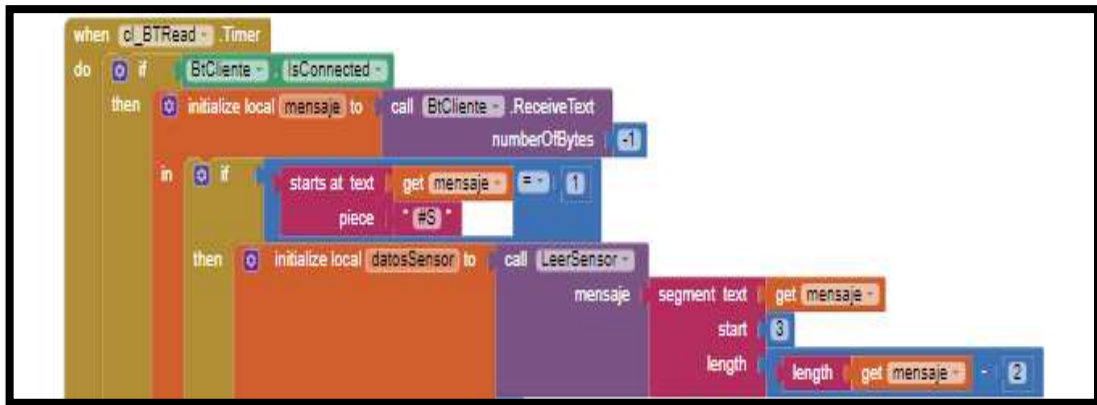 when cl_BTRead .Timer
do if BtCliente . IsConnected
then initialize local mensaje to call BtCliente .ReceiveText
numberOfBytes -1
in if starts at text get mensaje = 1
piece " #S "
then initialize local datosSensor to call LeerSensor
mensaje segment text get mensaje
start 3
length length get mensaje - 2